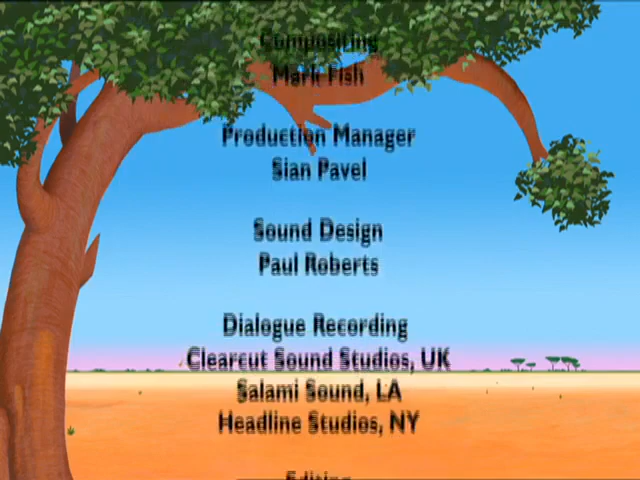 Compositing
Mark Fish
Production Manager
Sian Pavel
Sound Design
Paul Roberts
Dialogue Recording
Clearcut Sound Studios, UK
Salami Sound, LA
Headline Studios, NY
Editing